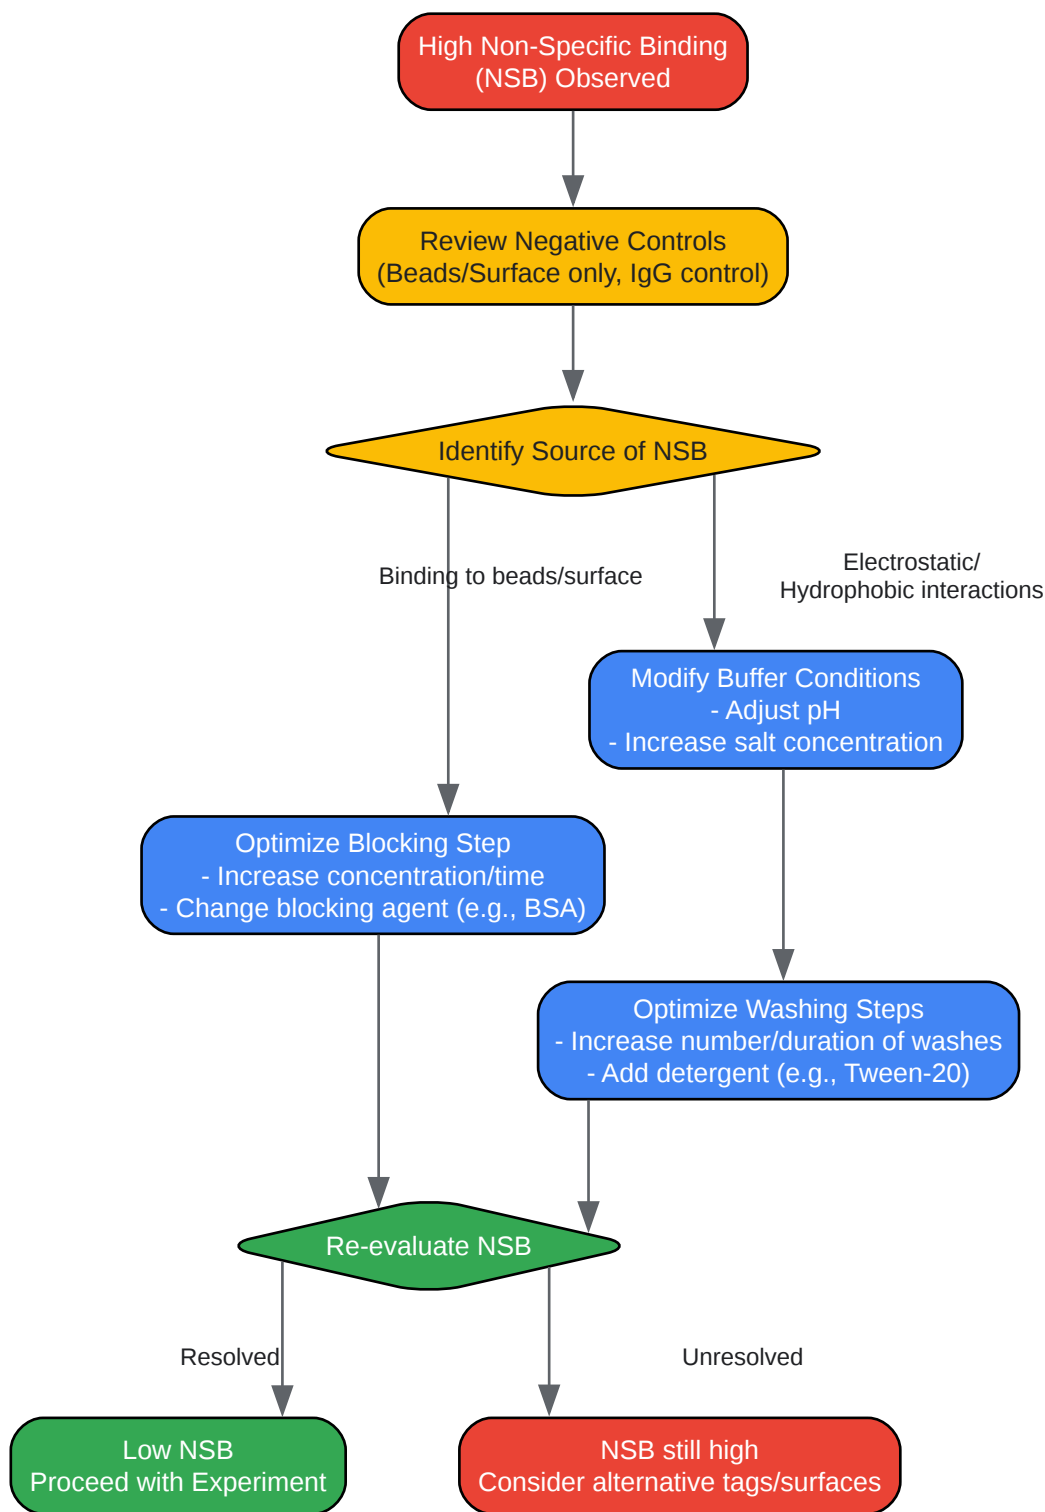 High Non-Specific Binding
(NSB) Observed
Review Negative Controls
(Beads/Surface only, IgG control)
Identify Source of NSB
Binding to beads/surface
Electrostatic/
Hydrophobic interactions
Modify Buffer Conditions
- Adjust pH
- Increase salt concentration
Optimize Blocking Step
- Increase concentration/time
- Change blocking agent (e.g., BSA)
Optimize Washing Steps
- Increase number/duration of washes
- Add detergent (e.g., Tween-20)
Re-evaluate NSB
Resolved
Unresolved
Low NSB
Proceed with Experiment
NSB still high
Consider alternative tags/surfaces